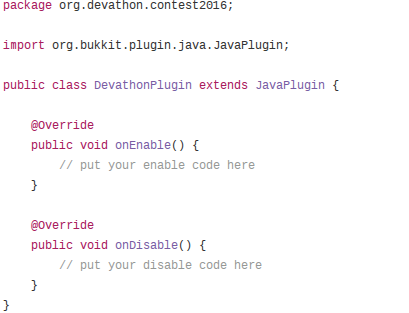 package org.devathon.contest2016;

import org.bukkit.plugin.java.JavaPlugin;

public class DevathonPlugin extends JavaPlugin {

    @Override
    public void onEnable() {
        // put your enable code here
    }

    @Override
    public void onDisable() {
        // put your disable code here
    }
}